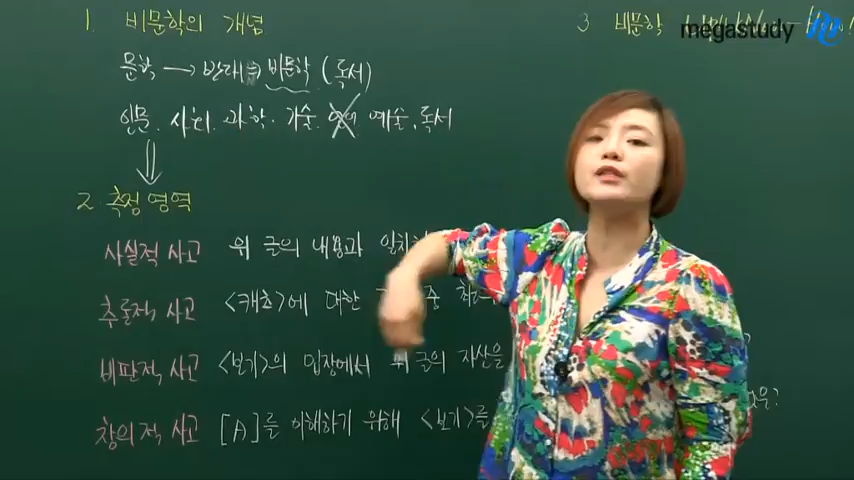 1. 비문학의 개념
문학 → 반대 ⇒ 비문학 (독서)
인문. 사회. 과학. 기술. 언어 예술, 독서
2. 측정 영역
사실적 사고 위 글의 내용과 일치
추론적 사고 에 대한 중
비판적 사고 <보기>의 입장에서 위 글의 자산을
창의적 사고 [A]를 이해하기 위해 <보기>를
3 비문학
megastudy